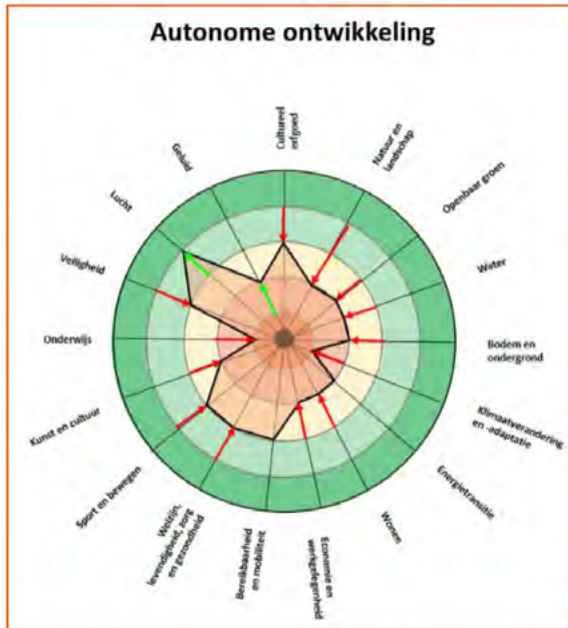 Autonome ontwikkeling
Cultureel
erfgoed
Natuur en
landschap
Openbaar groen
Water
Bodem en
ondergrond
Klimaatverandering
en -adaptatie
Energietransitie
Wonen
Economie en
werkgelegenheid
Bereikbaarheid
en mobiliteit
Welzijn,
levendigheid, zorg
en gezondheid
Sport en bewegen
Kunst en cultuur
Onderwijs
Veiligheid
Lucht
Geluid